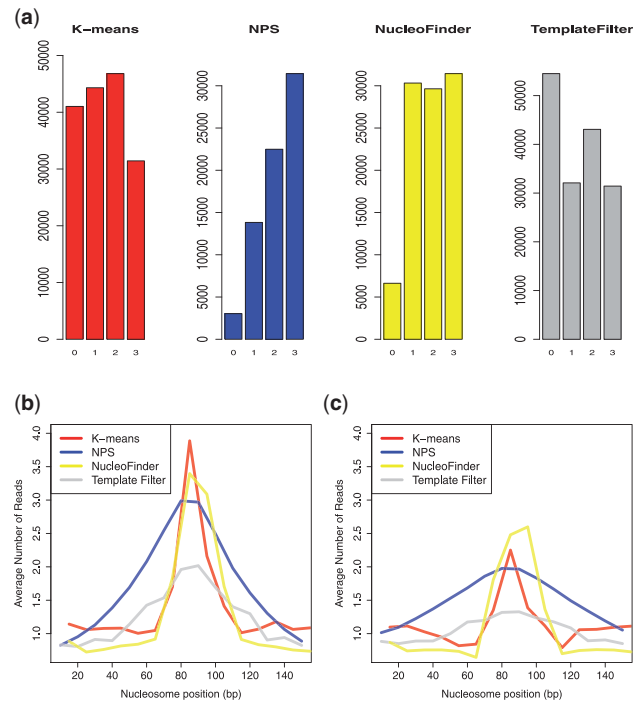 (a)
K-means
NPS
NucleoFinder
TemplateFilter
0 10000 20000 30000 40000 50000
0 1 2 3
0 5000 10000 15000 20000 25000 30000
0 1 2 3
0 5000 10000 15000 20000 25000 30000
0 1 2 3
0 10000 20000 30000 40000 50000
0 1 2 3
(b)
Average Number of Reads
1.0 1.5 2.0 2.5 3.0 3.5 4.0
K-means
NPS
NucleoFinder
Template Filter
20 40 60 80 100 120 140
Nucleosome position (bp)
(c)
Average Number of Reads
1.0 1.5 2.0 2.5 3.0 3.5 4.0
K-means
NPS
NucleoFinder
Template Filter
20 40 60 80 100 120 140
Nucleosome position (bp)